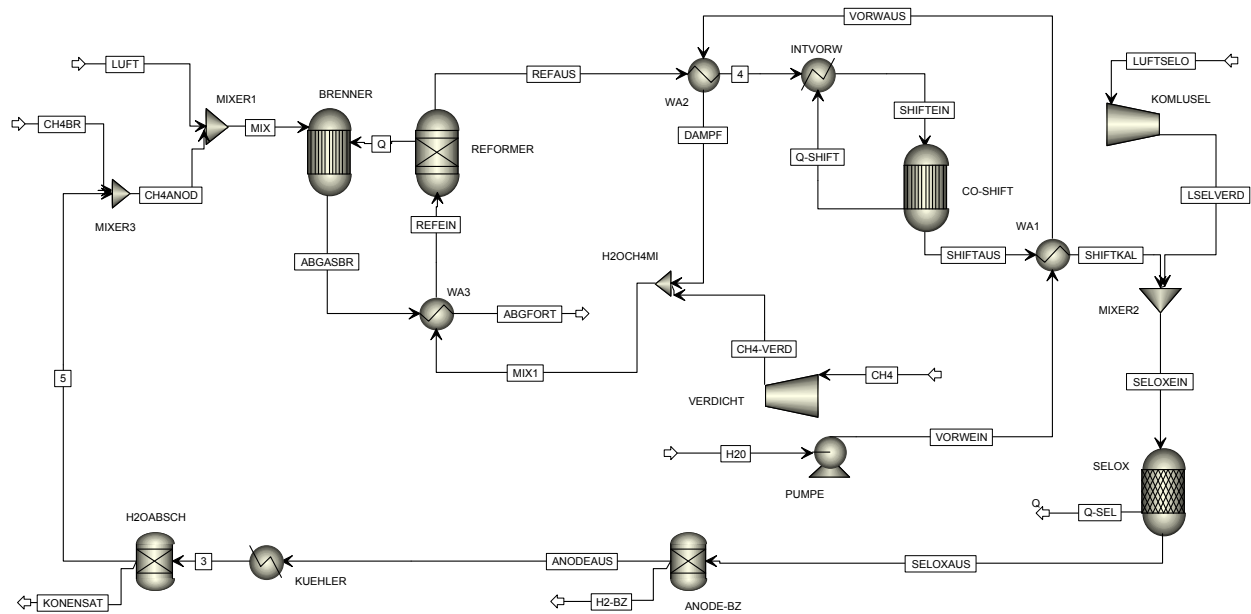 VORWAUS
INTVORW
LUFT
LUFTSELO
REFAUS
4
MIXER1
BRENNER
WA2
KOMLUSEL
CH4BR
MIX
SHIFTEIN
DAMPF
Q
REFORMER
Q-SHIFT
CH4ANOD
CO-SHIFT
LSELVERD
MIXER3
REFEIN
WA1
ABGASBR
H2OCH4MI
SHIFTAUS
SHIFTKAL
WA3
ABGFORT
MIXER2
CH4-VERD
MIX1
CH4
5
SELOXEIN
VERDICHT
VORWEIN
H20
SELOX
PUMPE
Q
Q-SEL
H2OABSCH
3
ANODEAUS
SELOXAUS
KUEHLER
KONENSAT
H2-BZ
ANODE-BZ